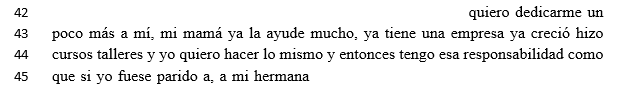 42 quiero dedicarme un
43 poco más a mí, mi mamá ya la ayude mucho, ya tiene una empresa ya creció hizo
44 cursos talleres y yo quiero hacer lo mismo y entonces tengo esa responsabilidad como
45 que si yo fuese parido a, a mi hermana